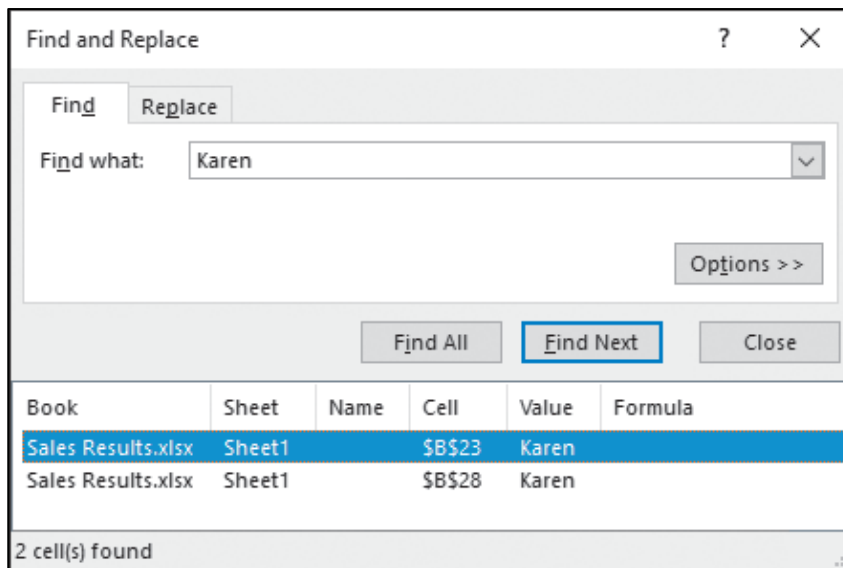 Find and Replace ?
Find Replace
Find what: Karen
Options >>
Find All Find Next Close
Book Sheet Name Cell Value Formula
Sales Results.xlsx Sheet1 $B$23 Karen
Sales Results.xlsx Sheet1 $B$28 Karen
2 cell(s) found